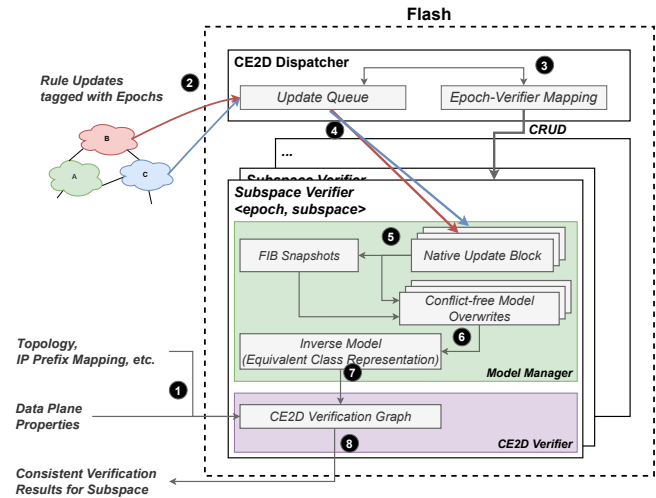 Flash
CE2D Dispatcher
3
Rule Updates
tagged with Epochs
2
Update Queue
Epoch-Verifier Mapping
B
4
CRUD
A
C
...
Subspace Verifier
Subspace Verifier
<epoch, subspace>
5
FIB Snapshots
Native Update Block
Conflict-free Model
Overwrites
6
Inverse Model
(Equivalent Class Representation)
Topology,
IP Prefix Mapping, etc.
7
Model Manager
1
Data Plane
Properties
CE2D Verification Graph
8
CE2D Verifier
Consistent Verification
Results for Subspace